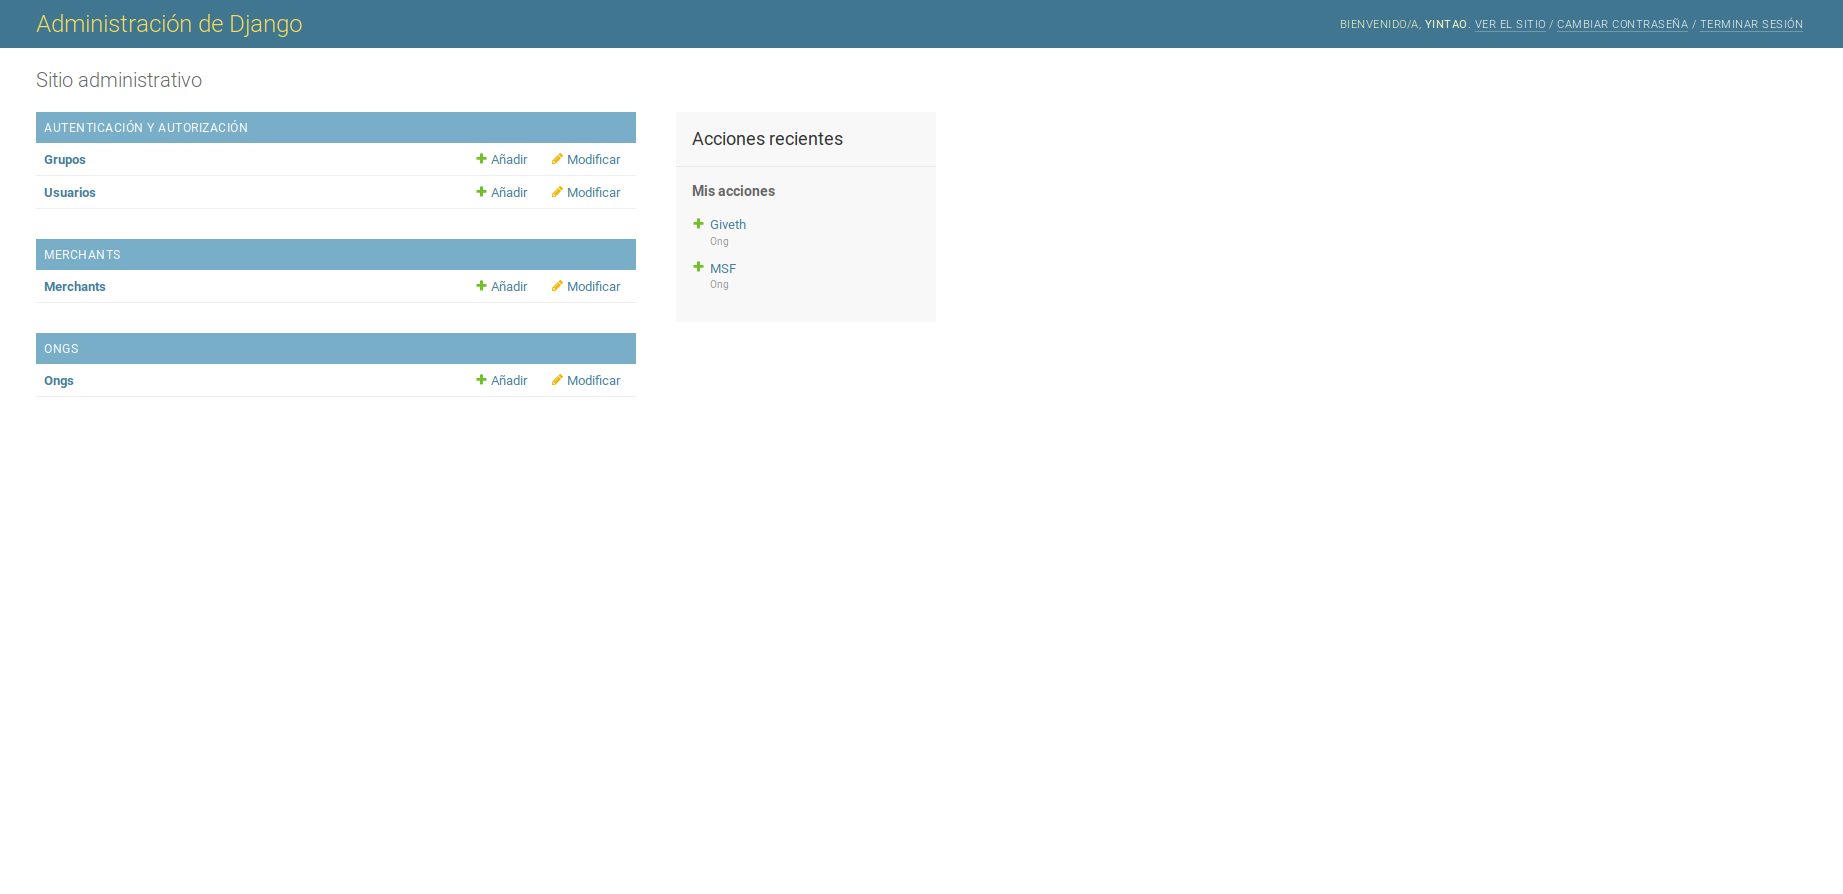 Administración de Django
BIENVENIDO/A, YINTAO. VER EL SITIO / CAMBIAR CONTRASEÑA / TERMINAR SESIÓN
Sitio administrativo
AUTENTICACIÓN Y AUTORIZACIÓN
Grupos Añadir Modificar
Usuarios Añadir Modificar
MERCHANTS
Merchants Añadir Modificar
ONGS
Ongs Añadir Modificar
Acciones recientes
Mis acciones
Giveth
Ong
MSF
Ong